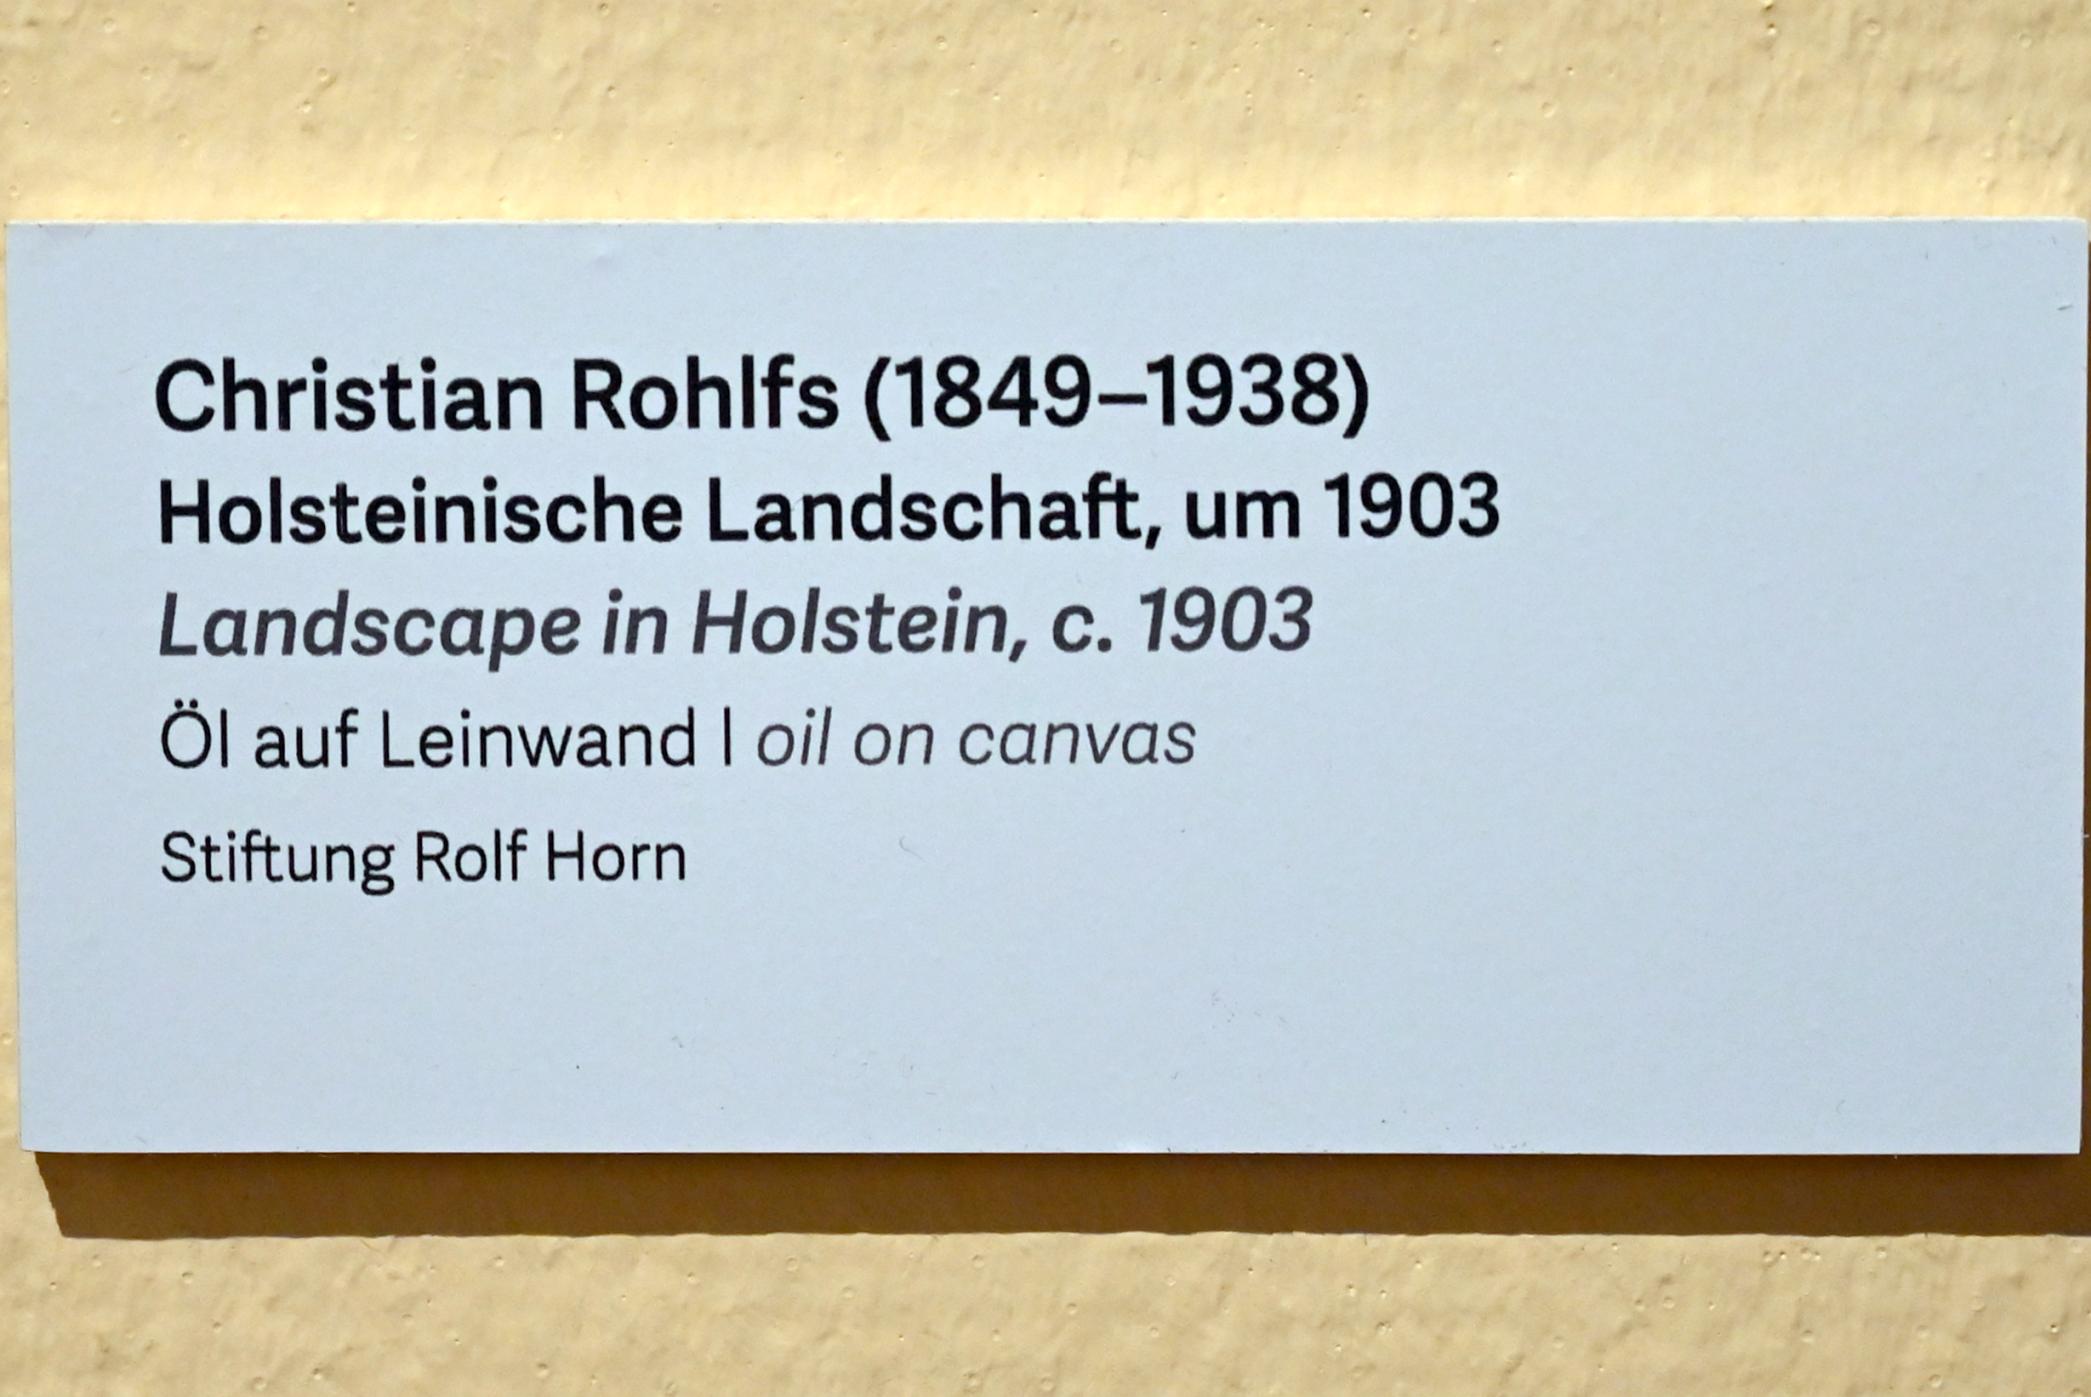 Christian Rohlfs (1849–1938)
Holsteinische Landschaft, um 1903
Landscape in Holstein, c. 1903
Öl auf Leinwand | oil on canvas
Stiftung Rolf Horn